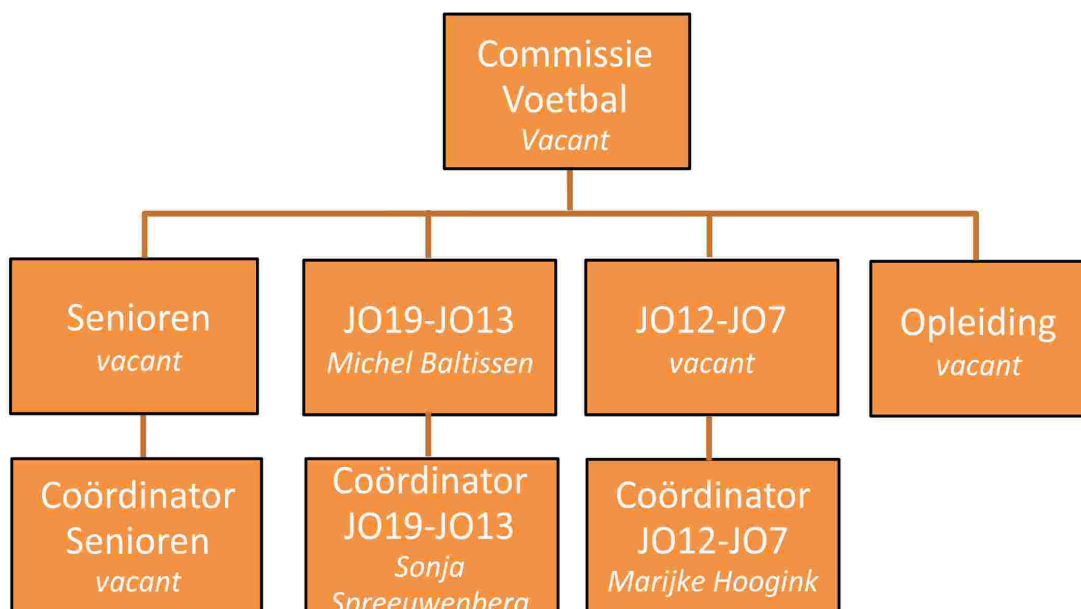 Commissie
Voetbal
Vacant
Senioren
vacant
JO19-JO13
Michel Baltissen
JO12-JO7
vacant
Opleiding
vacant
Coördinator
Senioren
vacant
Coördinator
JO19-JO13
Sonja
Spreeuwenberg
Coördinator
JO12-JO7
Marijke Hoogink